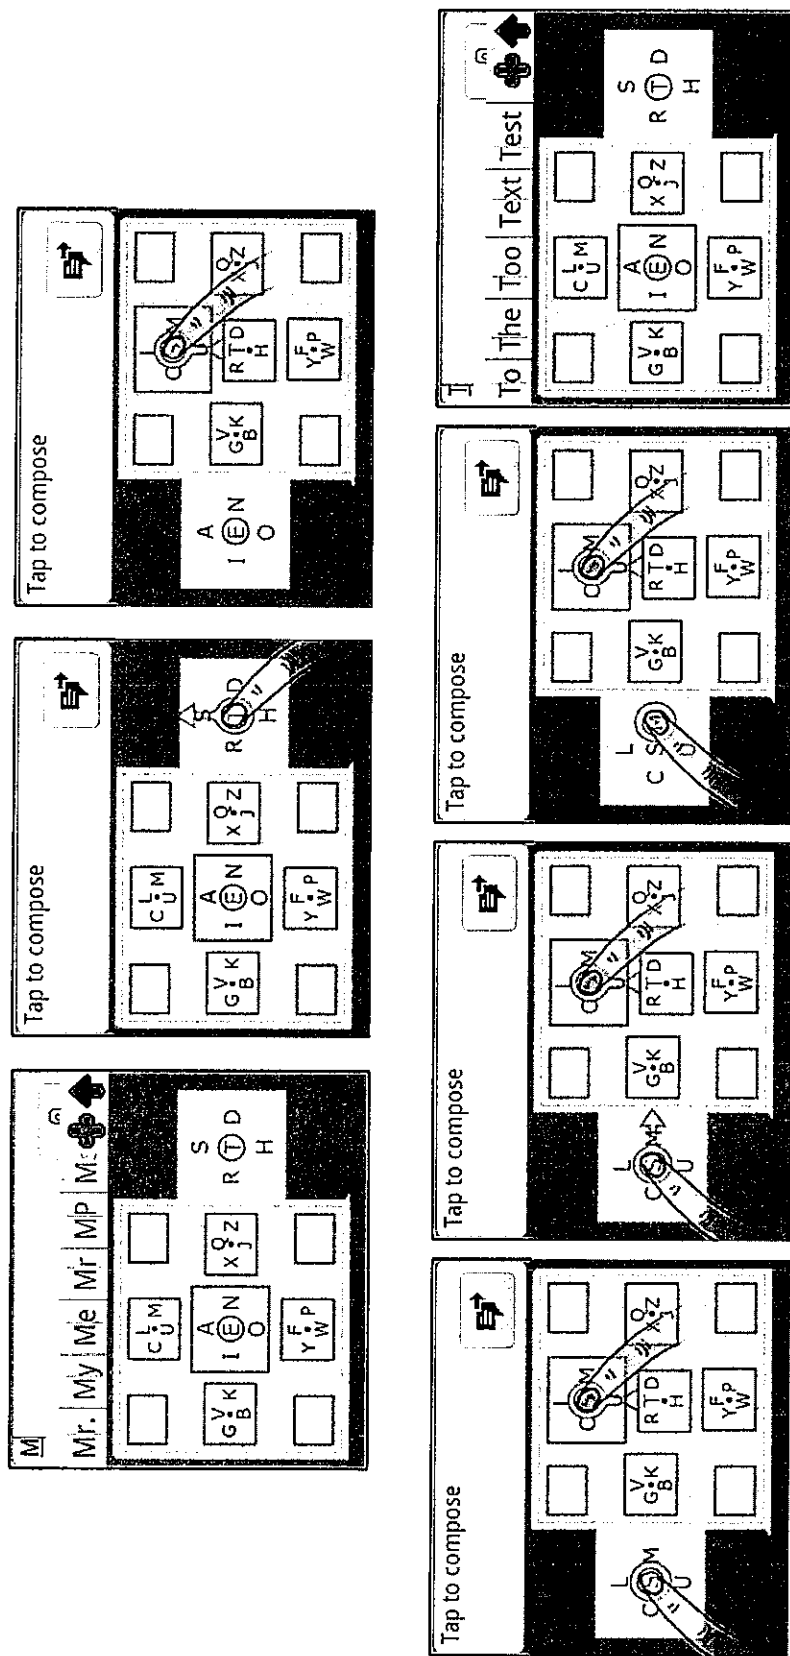 M
Mr. My Me Mr MP
L
C M
U
V A Q S
G K I E N X Z R T D
B O J H
F
Y P
W
Tap to compose
L
C M
U
V A Q S
G K I E N X Z R T D
B O J H
F
Y P
W
Tap to compose
M
A V Q
I E N G K R T D X Z
O B H J
F
Y P
W
Tap to compose
M
L V Q
C S M G K R T D X Z
U B H J
F
Y P
W
Tap to compose
M
L V Q
C S M G K R T D X Z
U B H J
F
Y P
W
Tap to compose
M
L V Q
C S G K R T D X Z
U B H J
F
Y P
W
T
To The Too Text Test
L
C M
U
V A Q S
G K I E N X Z R T D
B O J H
F
Y P
W